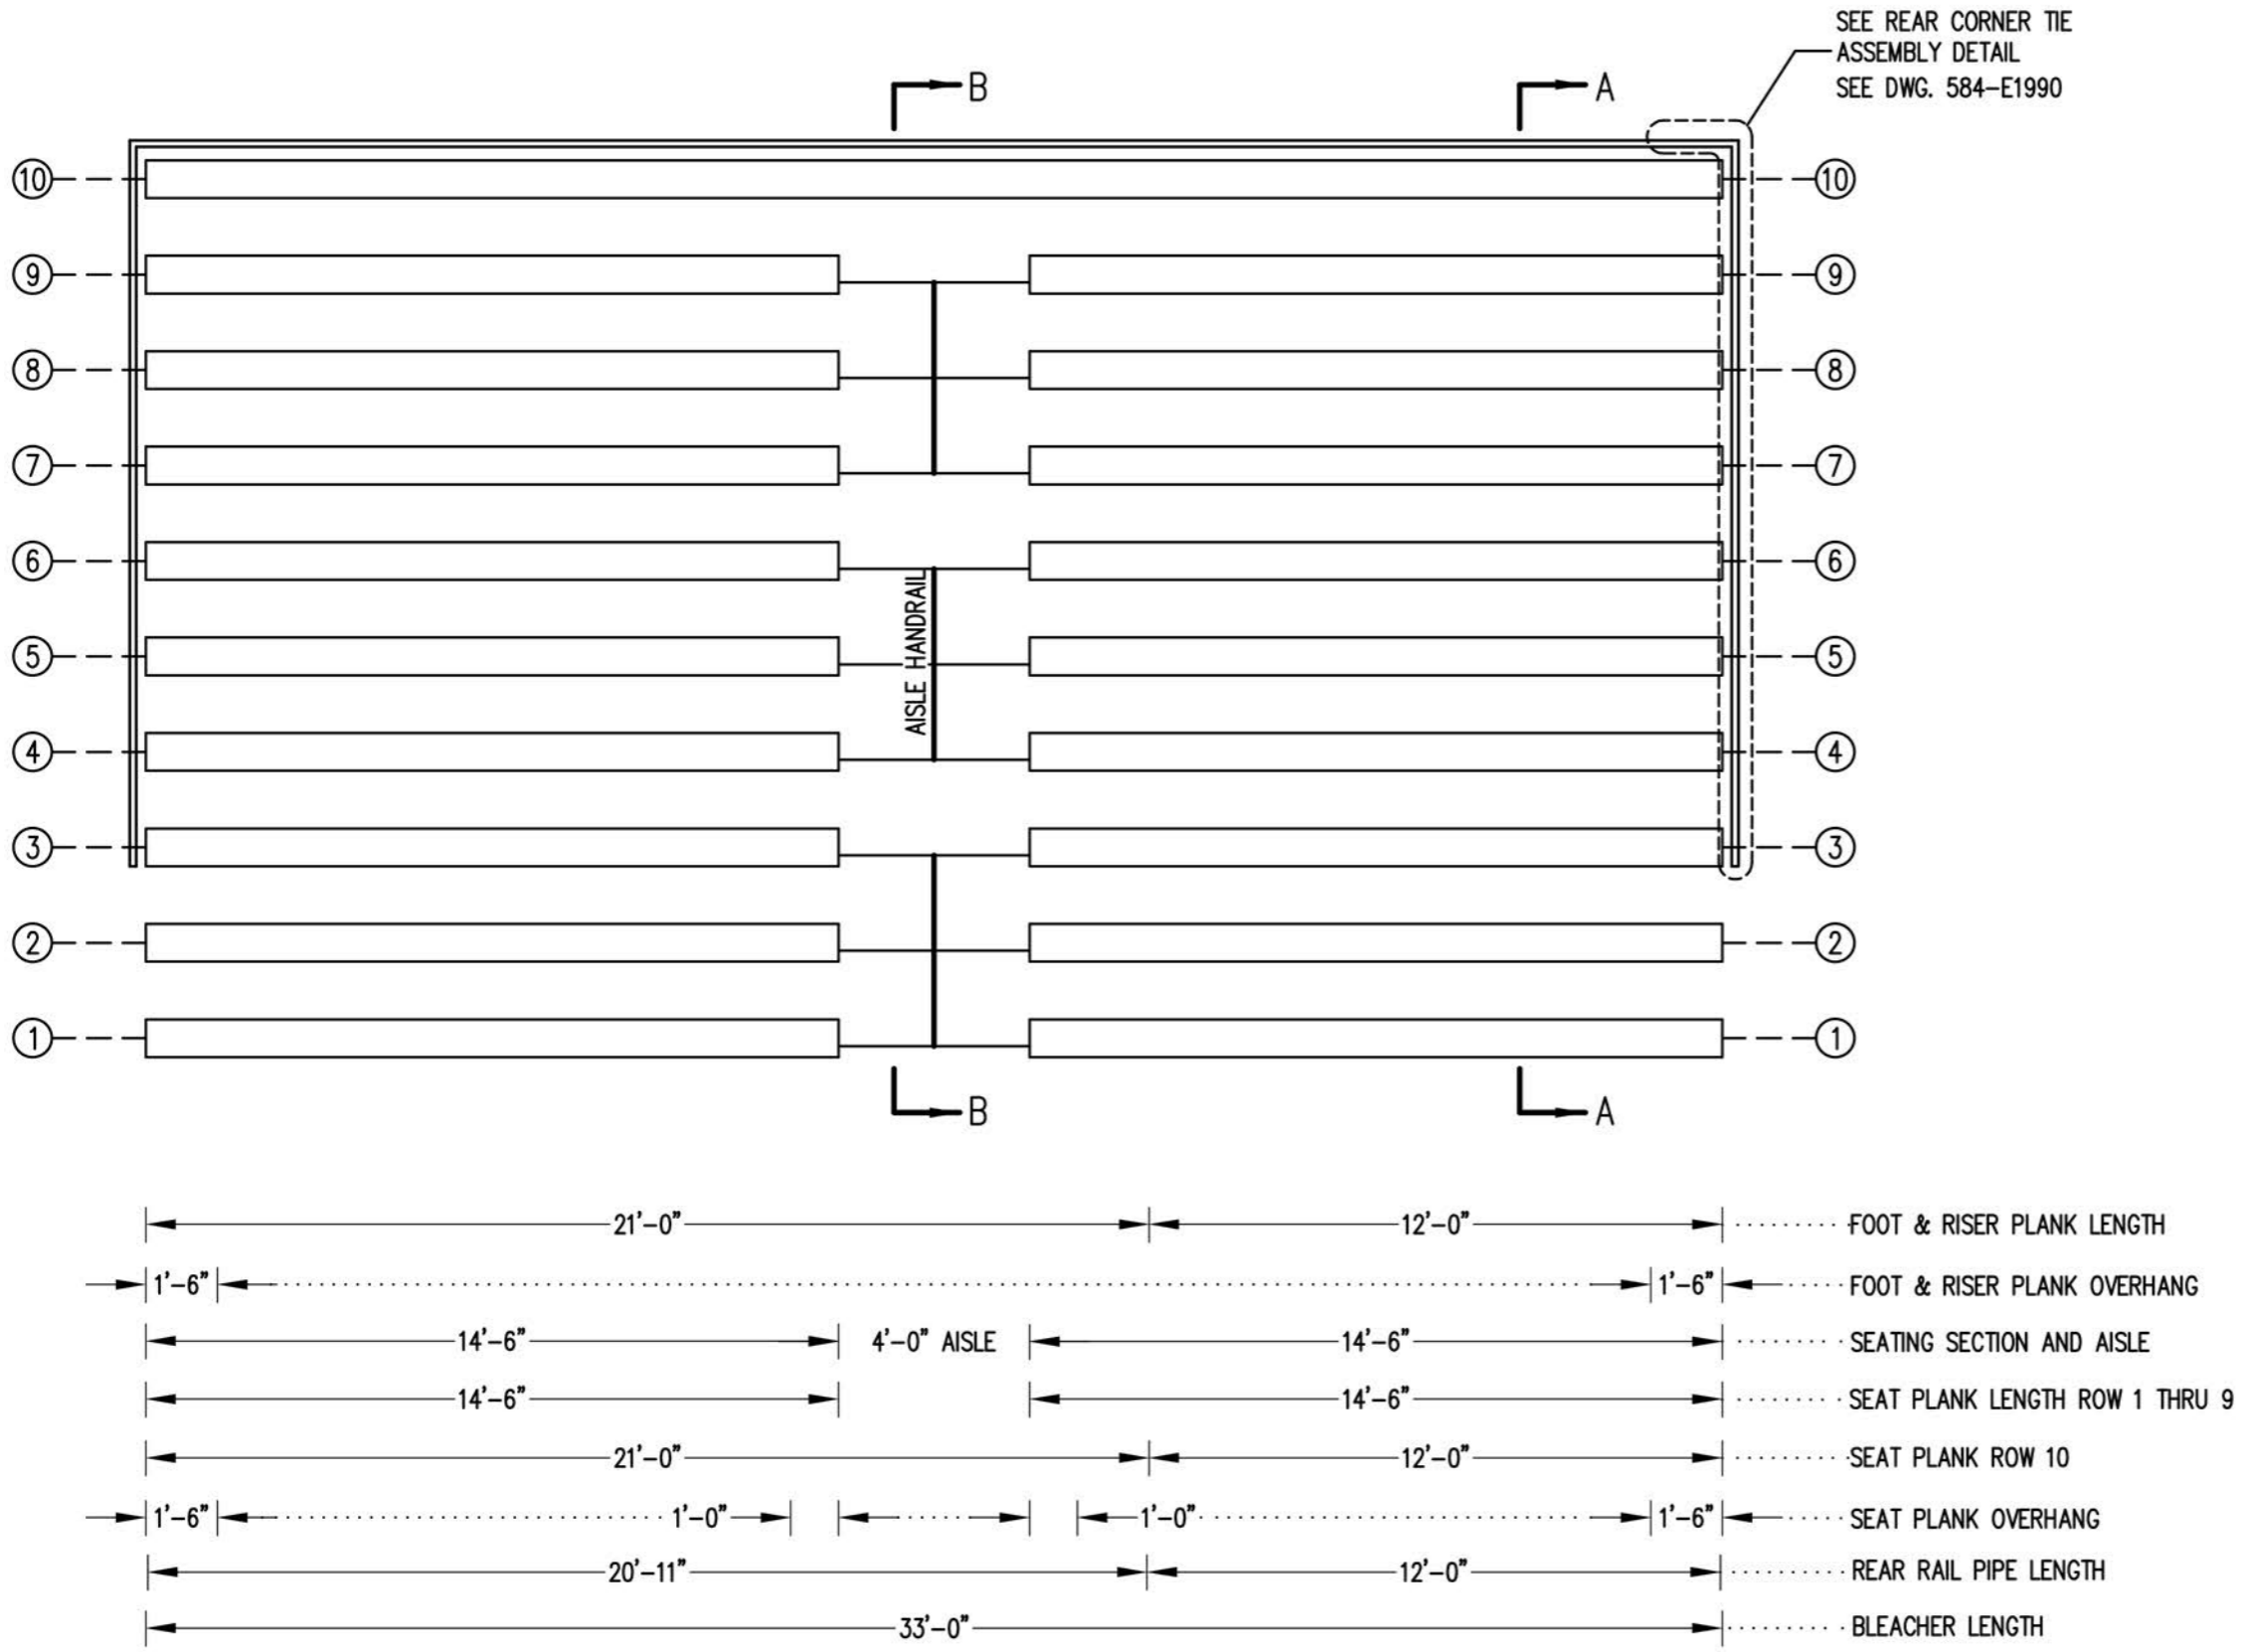 SEE REAR CORNER TIE
ASSEMBLY DETAIL
SEE DWG. 584-E1990
B A
10 10
9 9
8 8
7 7
6 6
AISLE HANDRAIL
5 5
4 4
3 3
2 2
1 1
B A
21'-0" 12'-0" FOOT & RISER PLANK LENGTH
1'-6" 1'-6" FOOT & RISER PLANK OVERHANG
14'-6" 4'-0" AISLE 14'-6" SEATING SECTION AND AISLE
14'-6" 14'-6" SEAT PLANK LENGTH ROW 1 THRU 9
21'-0" 12'-0" SEAT PLANK ROW 10
1'-6" 1'-0" 1'-0" 1'-6" SEAT PLANK OVERHANG
20'-11" 12'-0" REAR RAIL PIPE LENGTH
33'-0" BLEACHER LENGTH